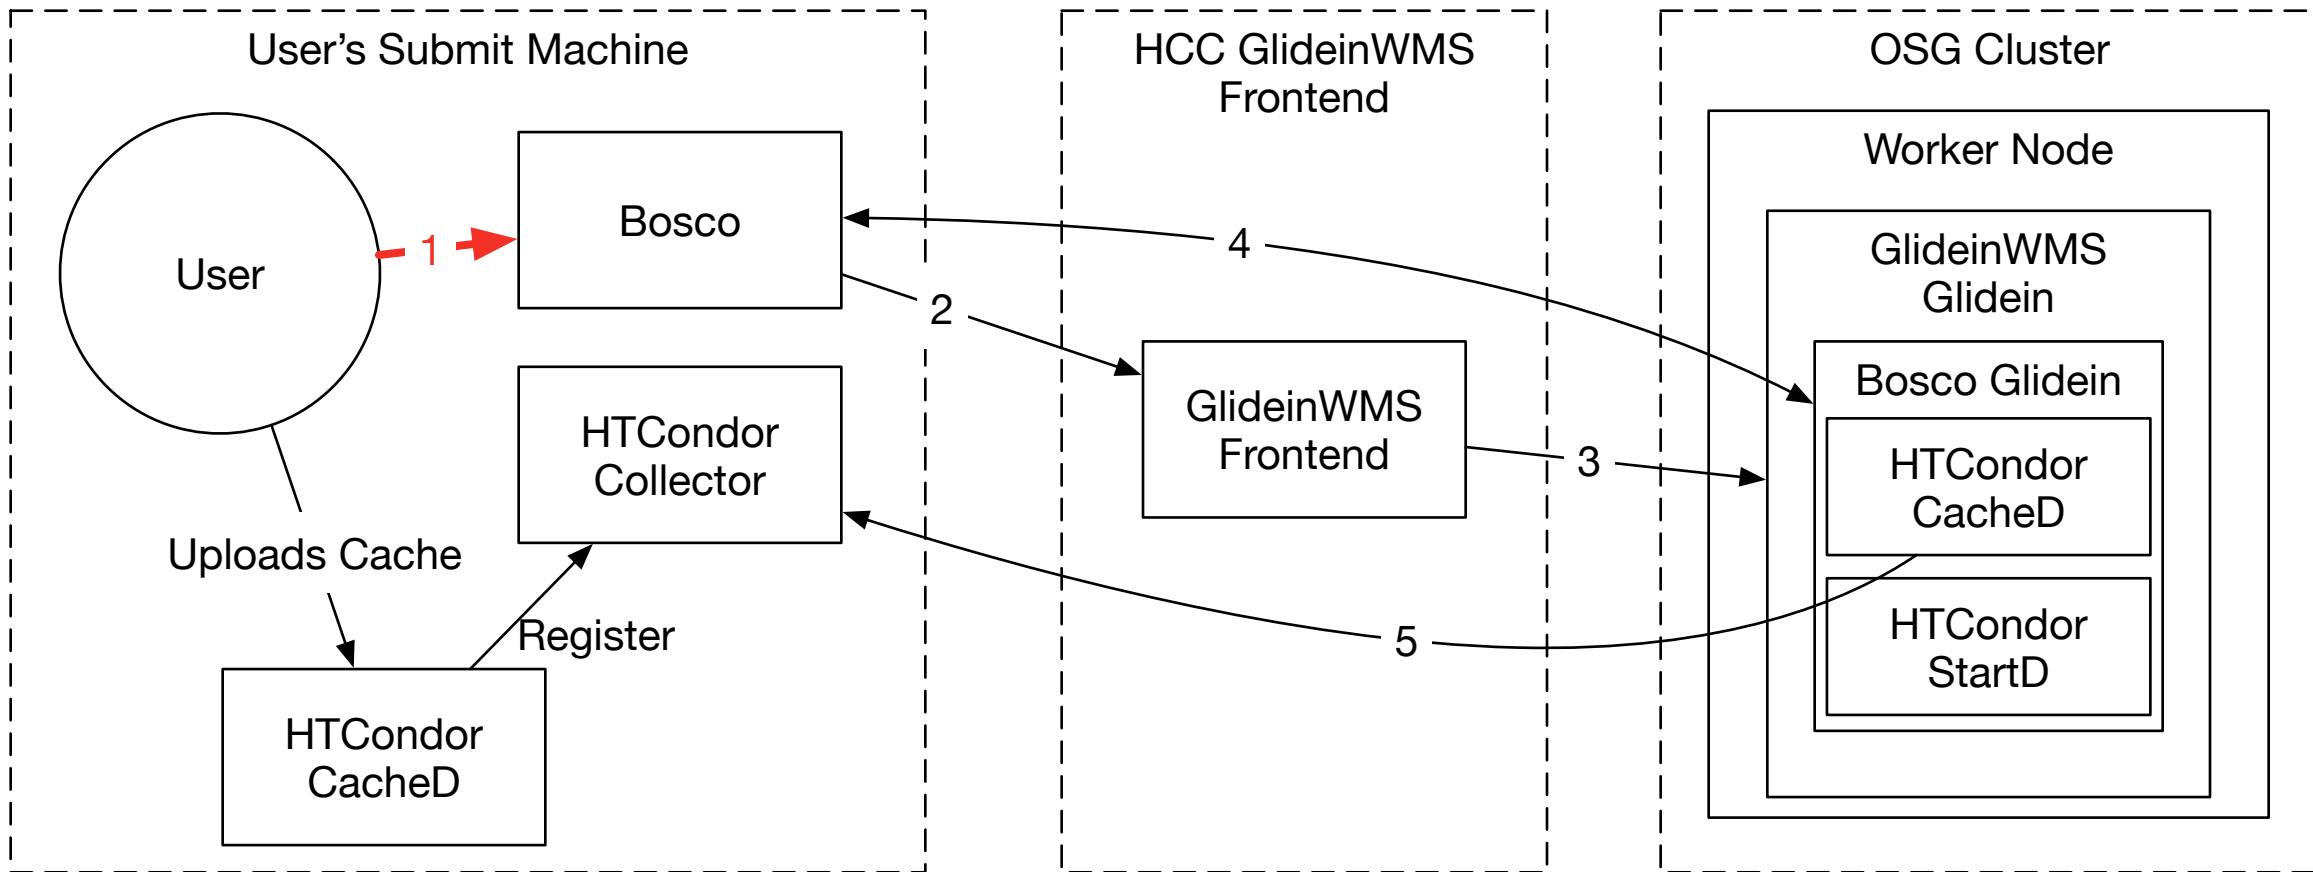 User’s Submit Machine
User
1
Bosco
HTCondor
Collector
Uploads Cache
Register
HTCondor
CacheD
2
4
5
HCC GlideinWMS
Frontend
GlideinWMS
Frontend
3
OSG Cluster
Worker Node
GlideinWMS
Glidein
Bosco Glidein
HTCondor
CacheD
HTCondor
StartD